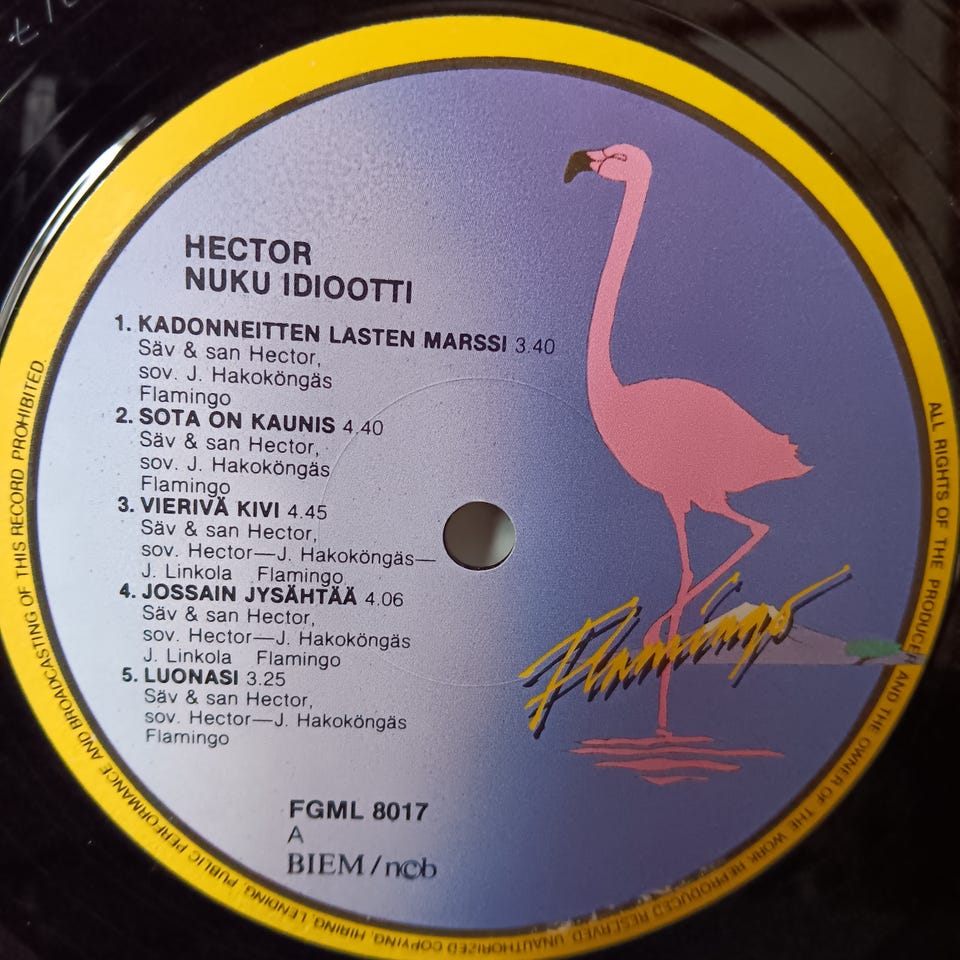 HECTOR
NUKU IDIOOTTI
1. KADONNEITTEN LASTEN MARSSI 3.40
Säv & san Hector,
sov. J. Hakoköngäs
Flamingo
2. SOTA ON KAUNIS 4.40
Säv & san Hector,
sov. J. Hakoköngäs
Flamingo
3. VIERIVÄ KIVI 4.45
Säv & san Hector,
sov. Hector—J. Hakoköngäs—
J. Linkola Flamingo
4. JOSSAIN JYSÄHTÄÄ 4.06
Säv & san Hector,
sov. Hector—J. Hakoköngäs
J. Linkola Flamingo
5. LUONASI 3.25
Säv & san Hector,
sov. Hector—J. Hakoköngäs
Flamingo
Flamingo
FGML 8017
A
BIEM/ncb
ALL RIGHTS OF THE PRODUCER AND THE OWNER OF THE WORK REPRODUCED RESERVED. UNAUTHORIZED COPYING, HIRING, LENDING, PUBLIC PERFORMANCE AND BROADCASTING OF THIS RECORD PROHIBITED.